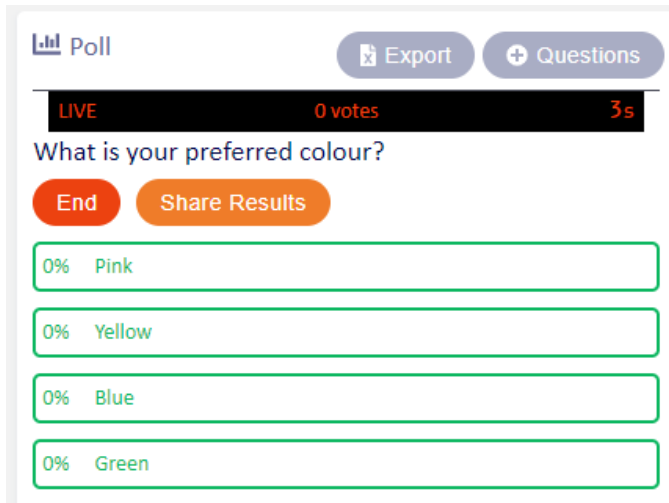 Poll
Export
Questions
LIVE 0 votes 3s
What is your preferred colour?
End Share Results
0% Pink
0% Yellow
0% Blue
0% Green